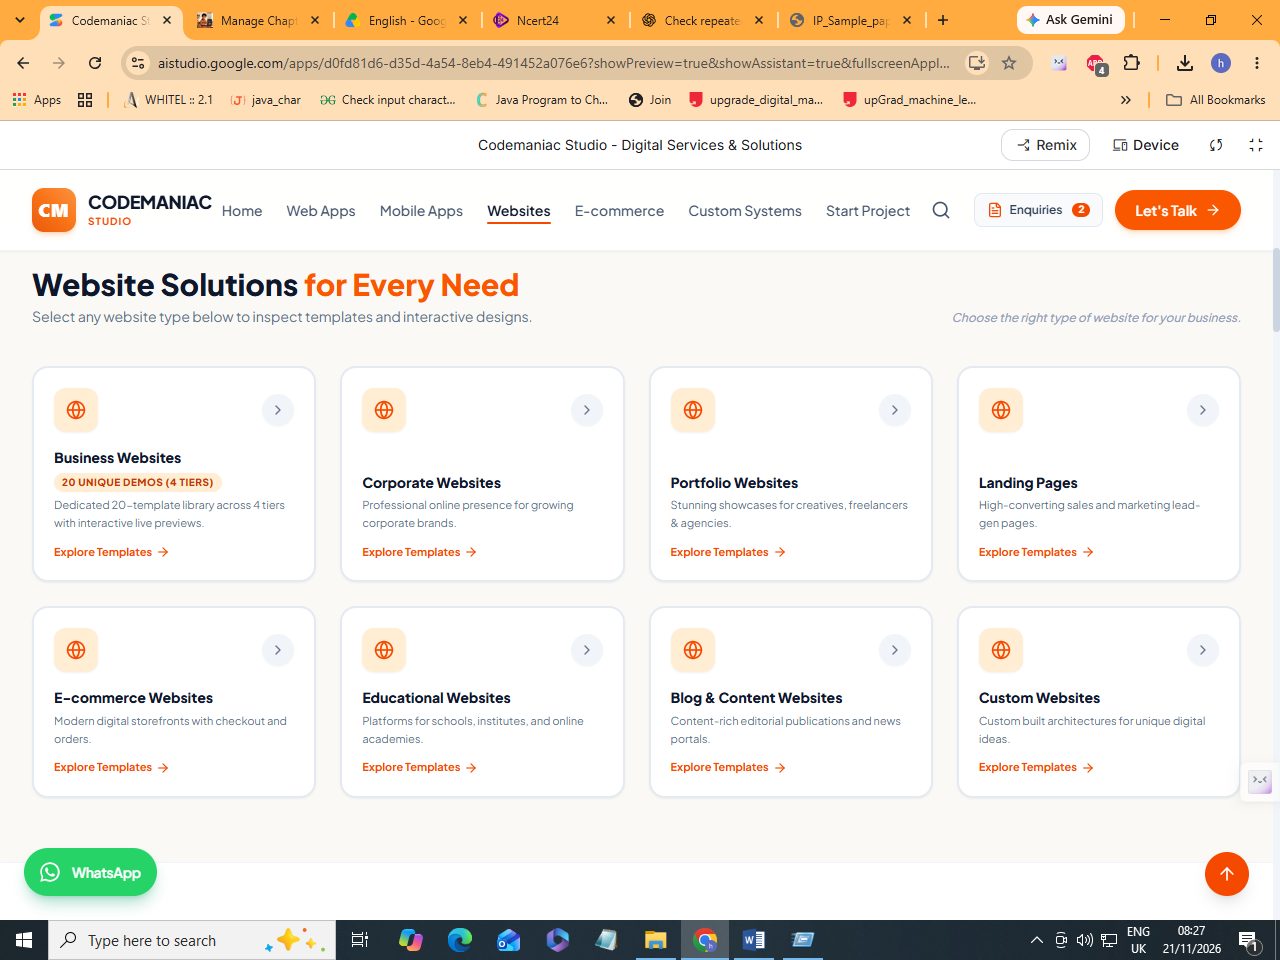 Codemaniac St
Manage Chapt
English - Goog
Ncert24
Check repeate
IP_Sample_pap
Ask Gemini
aistudio.google.com/apps/d0fd81d6-d35d-4a54-8eb4-491452a076e6?showPreview=true&showAssistant=true&fullscreenAppl...
ABP
4
h
Apps
WHITEL :: 2.1
java_char
Check input charact...
Java Program to Ch...
Join
upgrade_digital_ma...
upGrad_machine_le...
All Bookmarks
Codemaniac Studio - Digital Services & Solutions
Remix
Device
CM
CODEMANIAC
STUDIO
Home
Web Apps
Mobile Apps
Websites
E-commerce
Custom Systems
Start Project
Enquiries 2
Let's Talk
Website Solutions for Every Need
Select any website type below to inspect templates and interactive designs.
Choose the right type of website for your business.
Business Websites
20 UNIQUE DEMOS (4 TIERS)
Dedicated 20-template library across 4 tiers
with interactive live previews.
Explore Templates
Corporate Websites
Professional online presence for growing
corporate brands.
Explore Templates
Portfolio Websites
Stunning showcases for creatives, freelancers
& agencies.
Explore Templates
Landing Pages
High-converting sales and marketing lead-
gen pages.
Explore Templates
E-commerce Websites
Modern digital storefronts with checkout and
orders.
Explore Templates
Educational Websites
Platforms for schools, institutes, and online
academies.
Explore Templates
Blog & Content Websites
Content-rich editorial publications and news
portals.
Explore Templates
Custom Websites
Custom built architectures for unique digital
ideas.
Explore Templates
WhatsApp
Type here to search
ENG
UK
08:27
21/11/2026
1